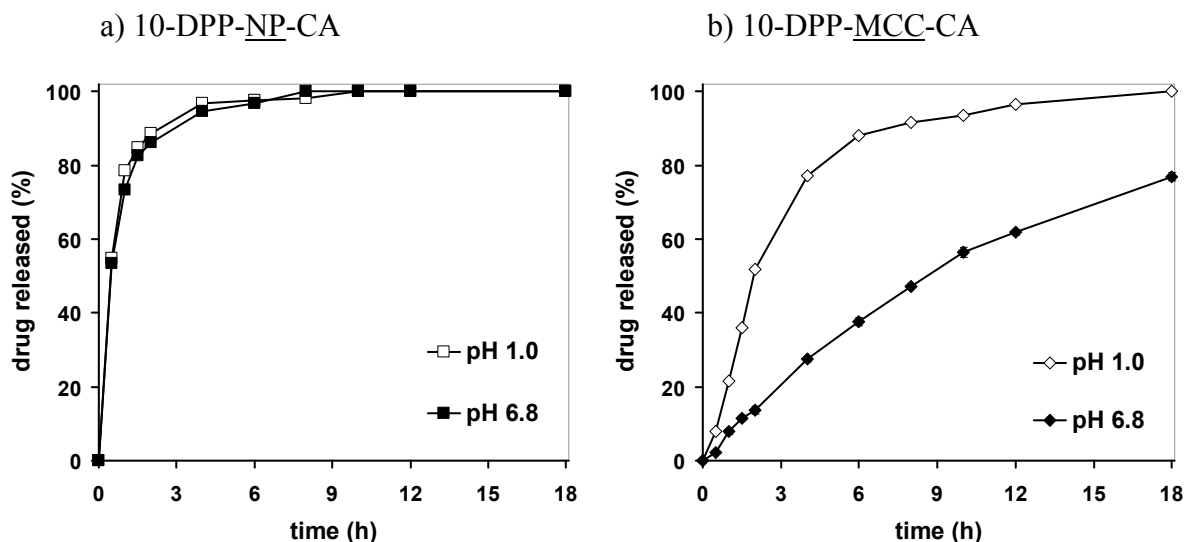 a) 10-DPP-NP-CA
100
80
60
40
20
0
drug released (%)
pH 1.0
pH 6.8
0 3 6 9 12 15 18
time (h)
b) 10-DPP-MCC-CA
100
80
60
40
20
0
drug released (%)
pH 1.0
pH 6.8
0 3 6 9 12 15 18
time (h)